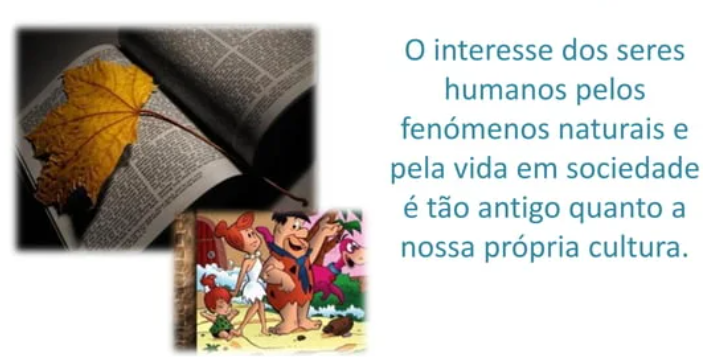 O interesse dos seres
humanos pelos
fenómenos naturais e
pela vida em sociedade
é tão antigo quanto a
nossa própria cultura.